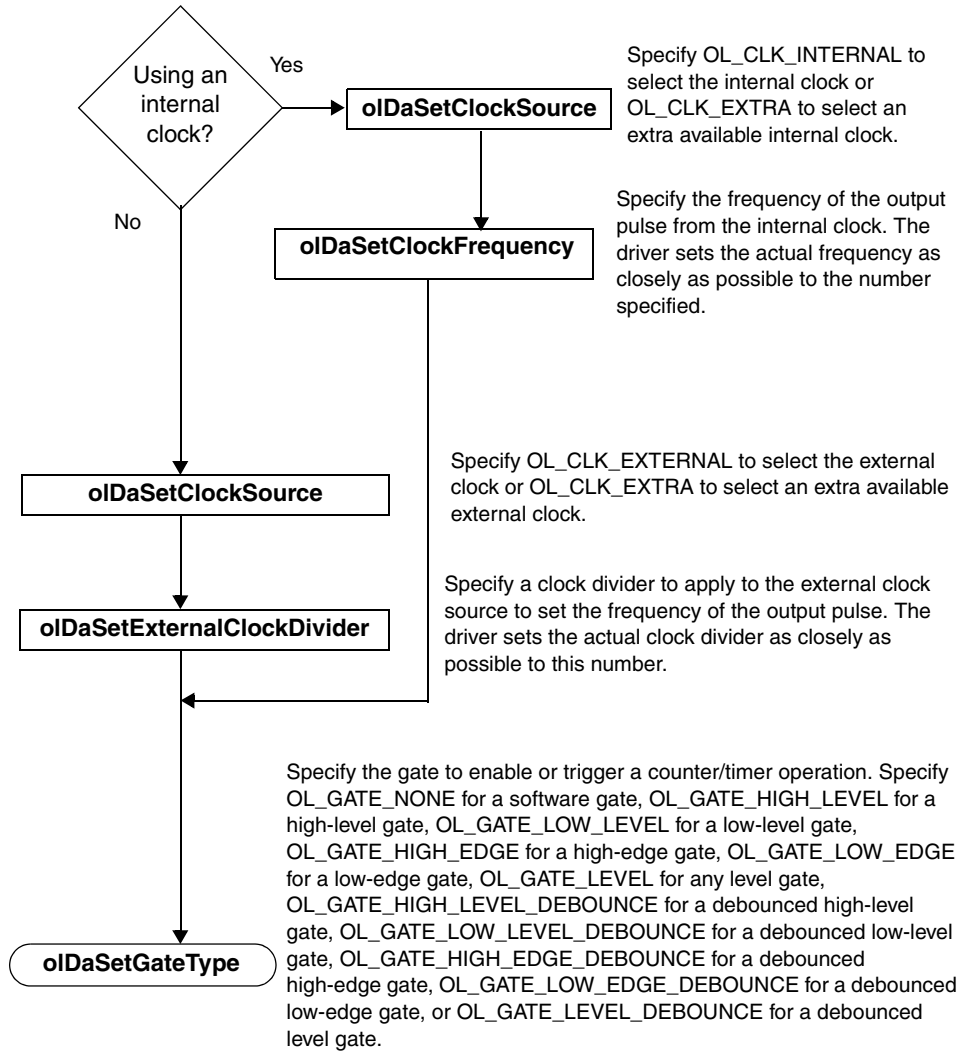 Using an
internal
clock?
Yes
No
olDaSetClockSource
Specify OL_CLK_INTERNAL to
select the internal clock or
OL_CLK_EXTRA to select an
extra available internal clock.
olDaSetClockFrequency
Specify the frequency of the output
pulse from the internal clock. The
driver sets the actual frequency as
closely as possible to the number
specified.
olDaSetClockSource
Specify OL_CLK_EXTERNAL to select the external
clock or OL_CLK_EXTRA to select an extra available
external clock.
olDaSetExternalClockDivider
Specify a clock divider to apply to the external clock
source to set the frequency of the output pulse. The
driver sets the actual clock divider as closely as
possible to this number.
olDaSetGateType
Specify the gate to enable or trigger a counter/timer operation. Specify
OL_GATE_NONE for a software gate, OL_GATE_HIGH_LEVEL for a
high-level gate, OL_GATE_LOW_LEVEL for a low-level gate,
OL_GATE_HIGH_EDGE for a high-edge gate, OL_GATE_LOW_EDGE
for a low-edge gate, OL_GATE_LEVEL for any level gate,
OL_GATE_HIGH_LEVEL_DEBOUNCE for a debounced high-level
gate, OL_GATE_LOW_LEVEL_DEBOUNCE for a debounced low-level
gate, OL_GATE_HIGH_EDGE_DEBOUNCE for a debounced
high-edge gate, OL_GATE_LOW_EDGE_DEBOUNCE for a debounced
low-edge gate, or OL_GATE_LEVEL_DEBOUNCE for a debounced
level gate.